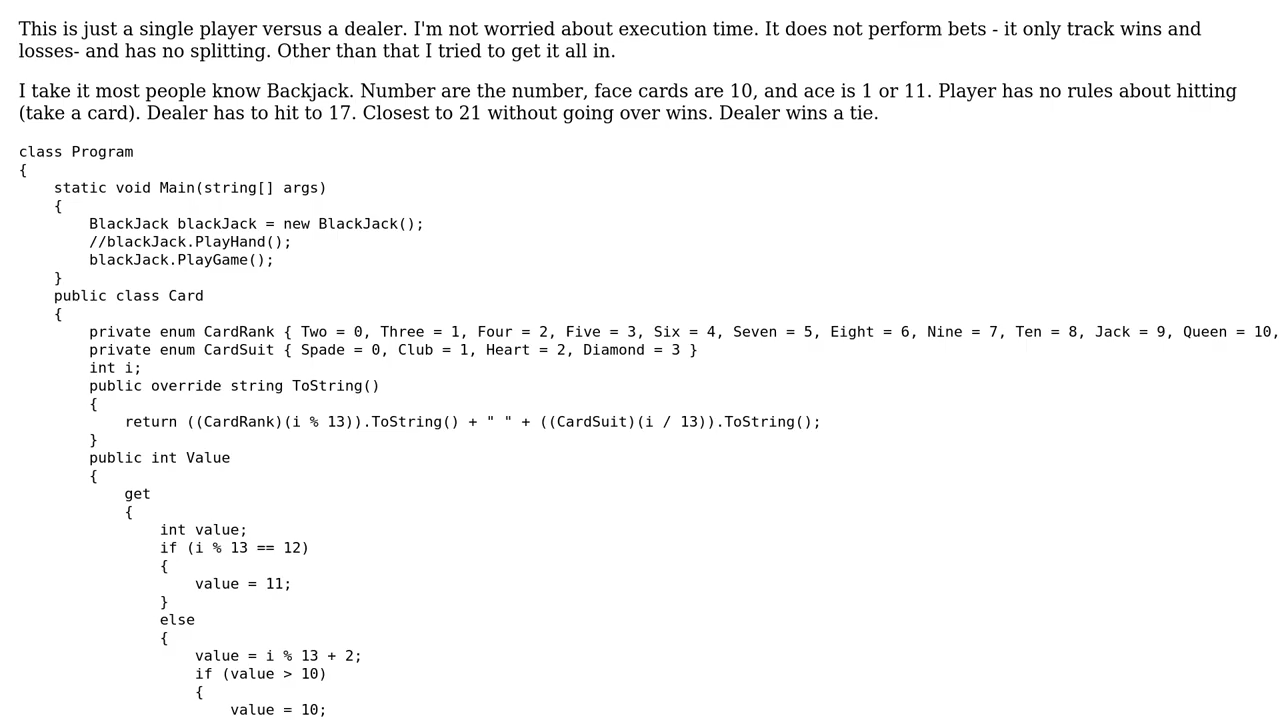 This is just a single player versus a dealer. I'm not worried about execution time. It does not perform bets - it only track wins and
losses- and has no splitting. Other than that I tried to get it all in.
I take it most people know Backjack. Number are the number, face cards are 10, and ace is 1 or 11. Player has no rules about hitting
(take a card). Dealer has to hit to 17. Closest to 21 without going over wins. Dealer wins a tie.
class Program
{
    static void Main(string[] args)
    {
        BlackJack blackJack = new BlackJack();
        //blackJack.PlayHand();
        blackJack.PlayGame();
    }
    public class Card
    {
        private enum CardRank { Two = 0, Three = 1, Four = 2, Five = 3, Six = 4, Seven = 5, Eight = 6, Nine = 7, Ten = 8, Jack = 9, Queen = 10,
        private enum CardSuit { Spade = 0, Club = 1, Heart = 2, Diamond = 3 }
        int i;
        public override string ToString()
        {
            return ((CardRank)(i % 13)).ToString() + " " + ((CardSuit)(i / 13)).ToString();
        }
        public int Value
        {
            get
            {
                int value;
                if (i % 13 == 12)
                {
                    value = 11;
                }
                else
                {
                    value = i % 13 + 2;
                    if (value > 10)
                    {
                        value = 10;